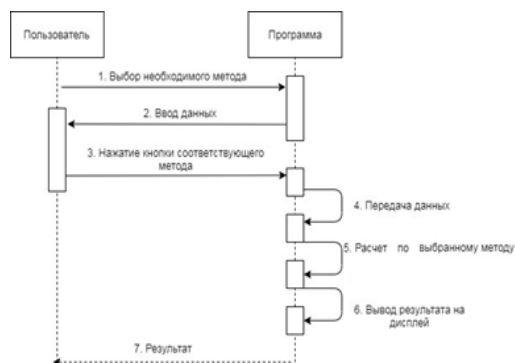 Пользователь
Программа
1. Выбор необходимого метода
2. Ввод данных
3. Нажатие кнопки соответствующего
метода
4. Передача данных
5. Расчет по выбранному методу
6. Вывод результата на
дисплей
7. Результат